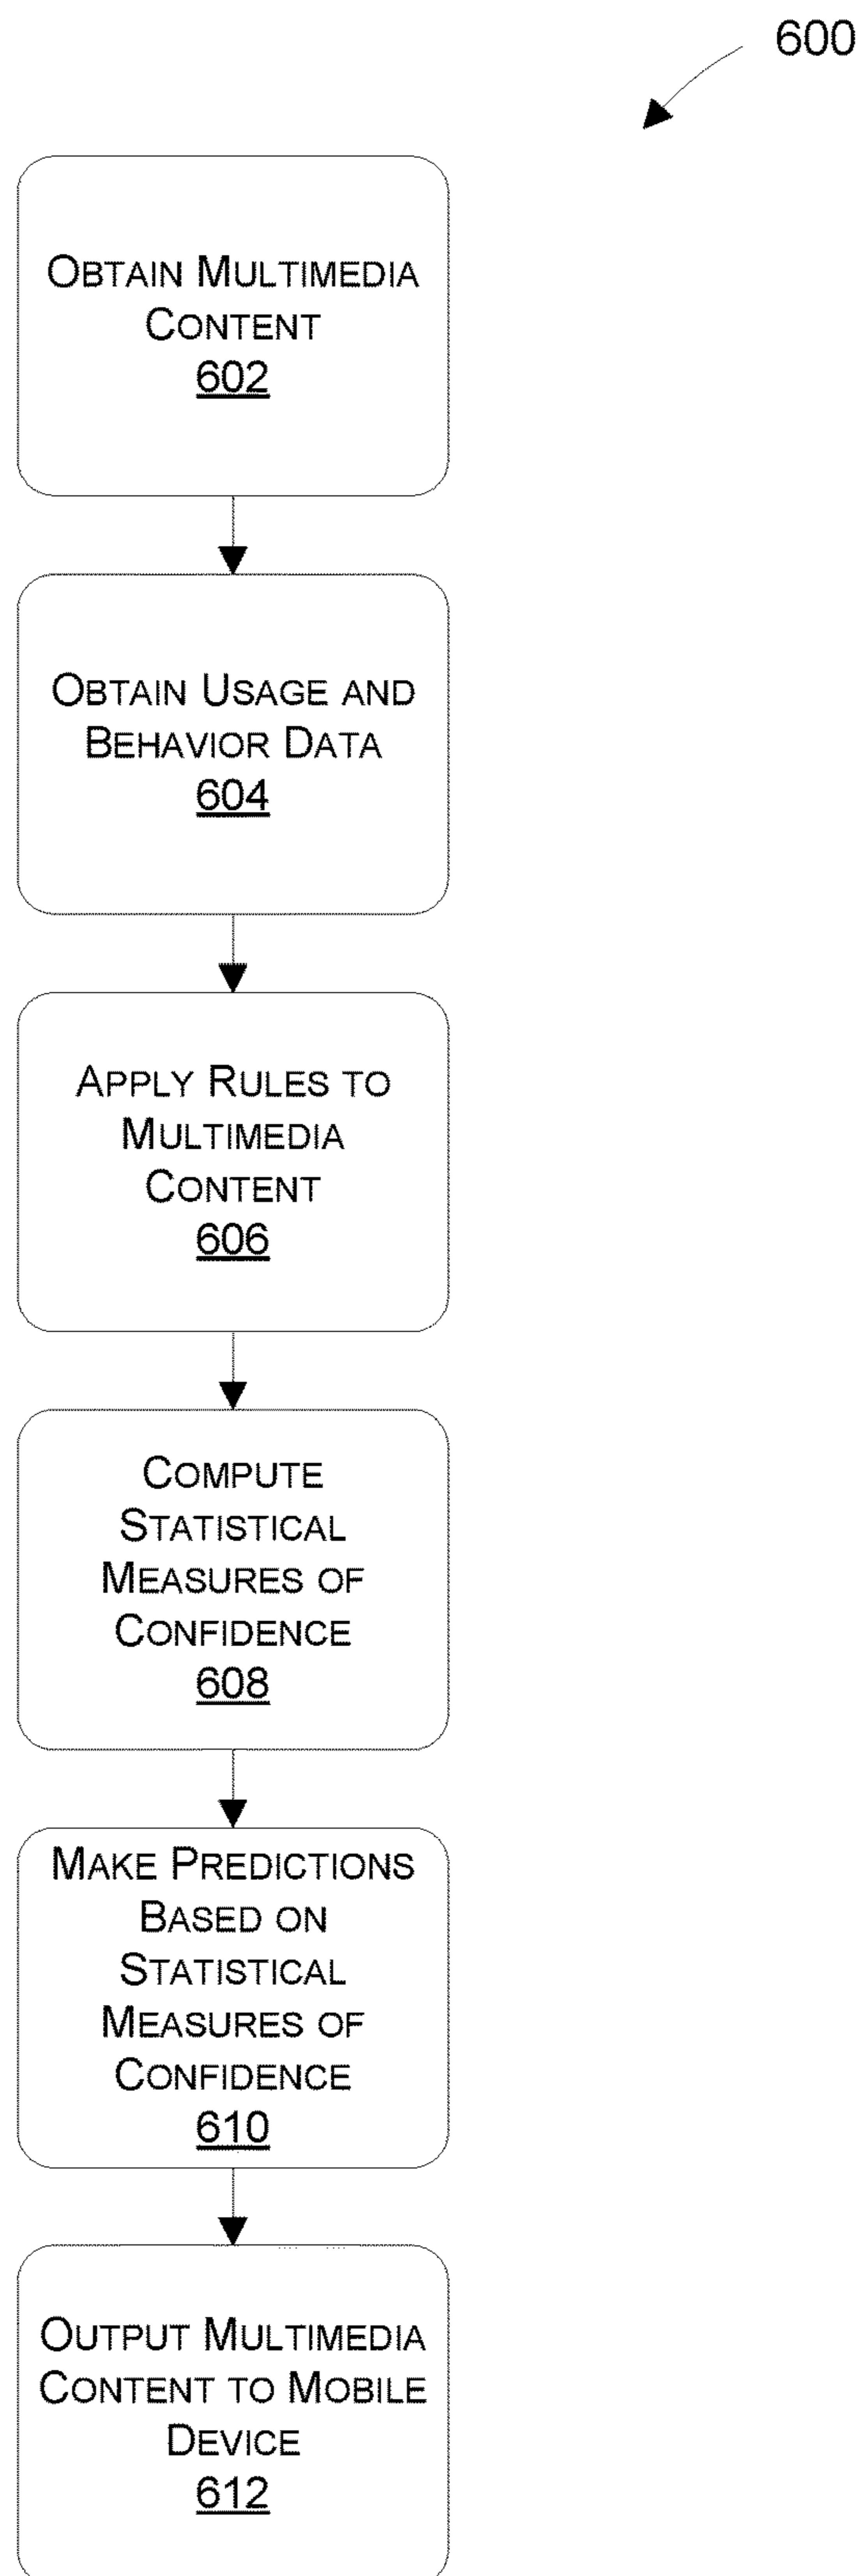 600
OBTAIN MULTIMEDIA
CONTENT
602
OBTAIN USAGE AND
BEHAVIOR DATA
604
APPLY RULES TO
MULTIMEDIA
CONTENT
606
COMPUTE
STATISTICAL
MEASURES OF
CONFIDENCE
608
MAKE PREDICTIONS
BASED ON
STATISTICAL
MEASURES OF
CONFIDENCE
610
OUTPUT MULTIMEDIA
CONTENT TO MOBILE
DEVICE
612